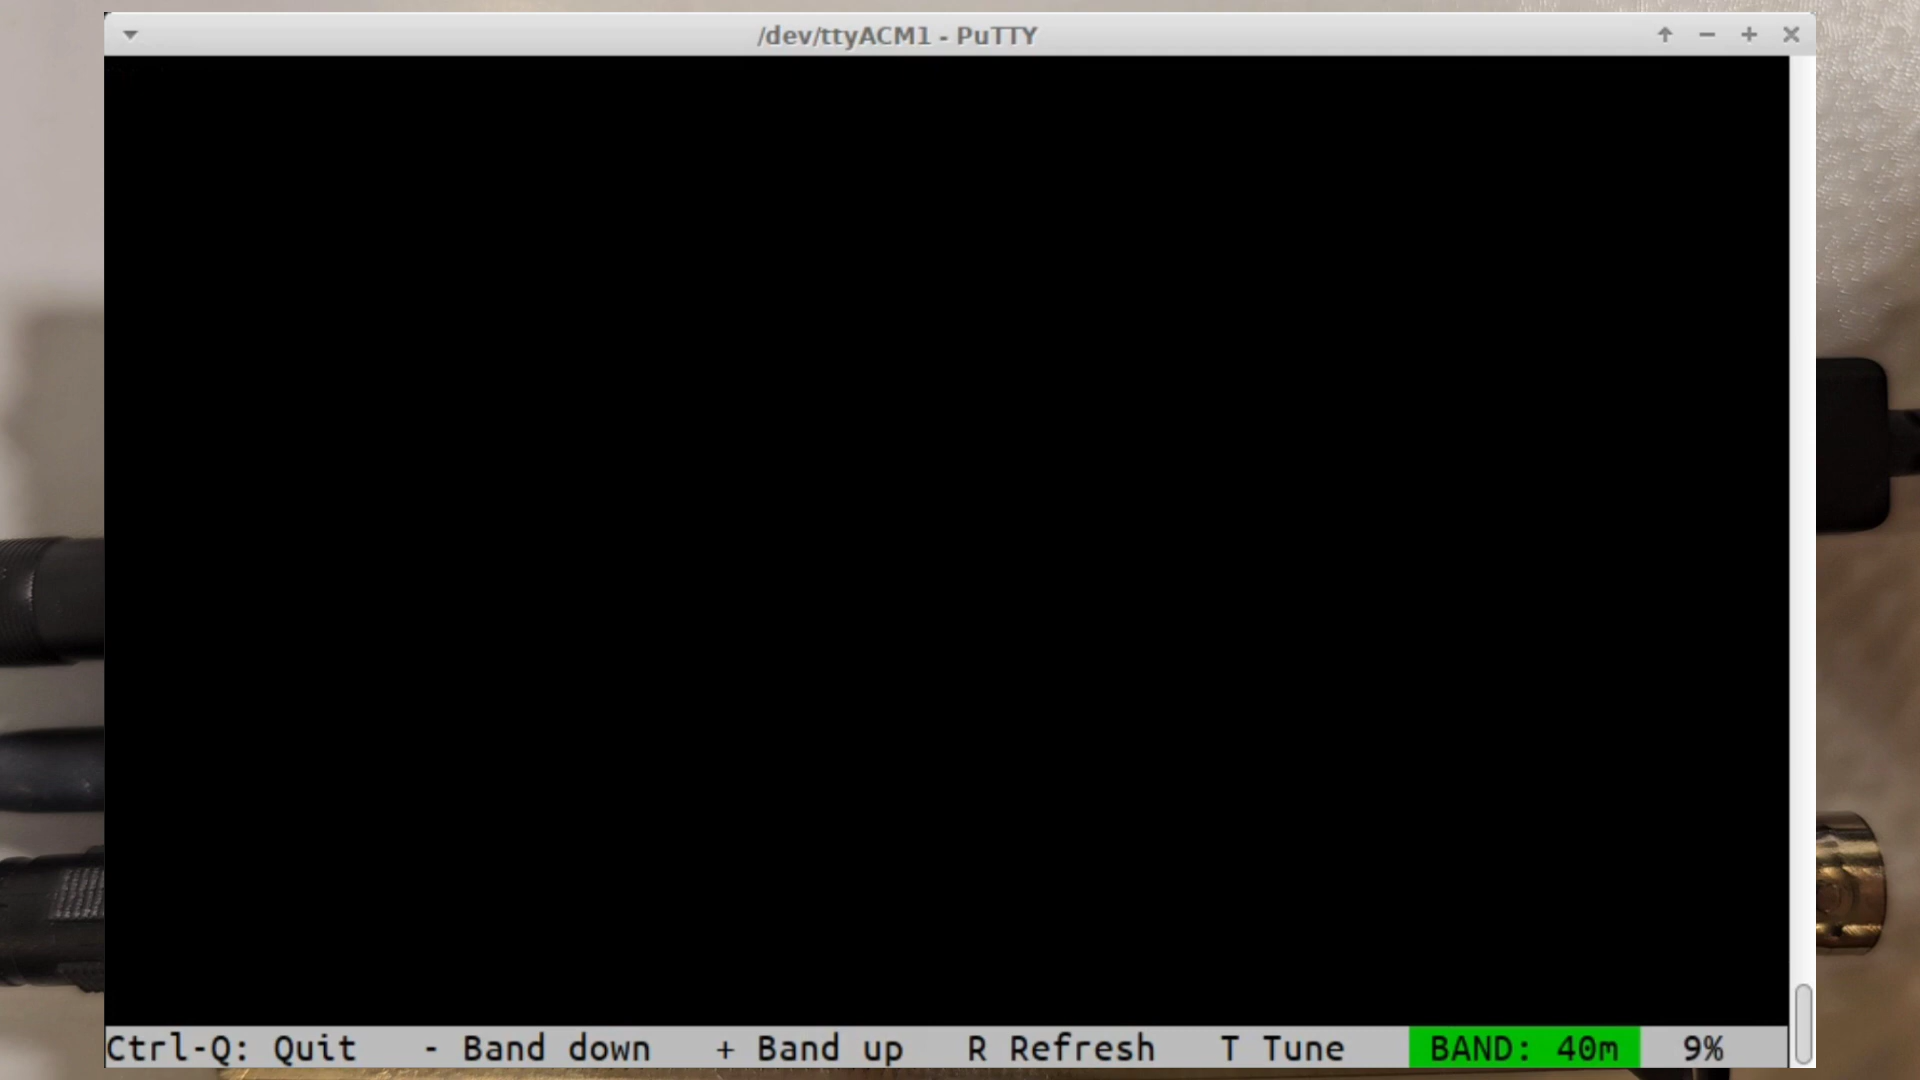 /dev/ttyACM1 - PuTTY
Ctrl-Q: Quit - Band down + Band up R Refresh T Tune BAND: 40m 9%